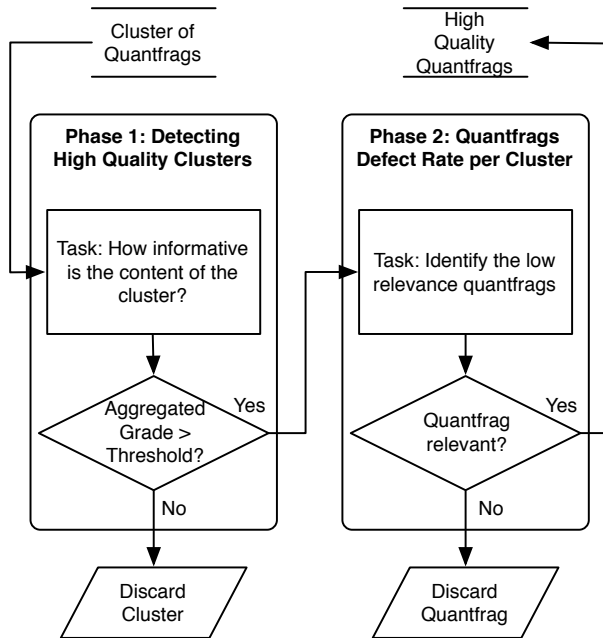 Cluster of
Quantfrags
High
Quality
Quantfrags
Phase 1: Detecting
High Quality Clusters
Task: How informative
is the content of the
cluster?
Aggregated
Grade >
Threshold?
Yes
No
Discard
Cluster
Phase 2: Quantfrags
Defect Rate per Cluster
Task: Identify the low
relevance quantfrags
Quantfrag
relevant?
Yes
No
Discard
Quantfrag